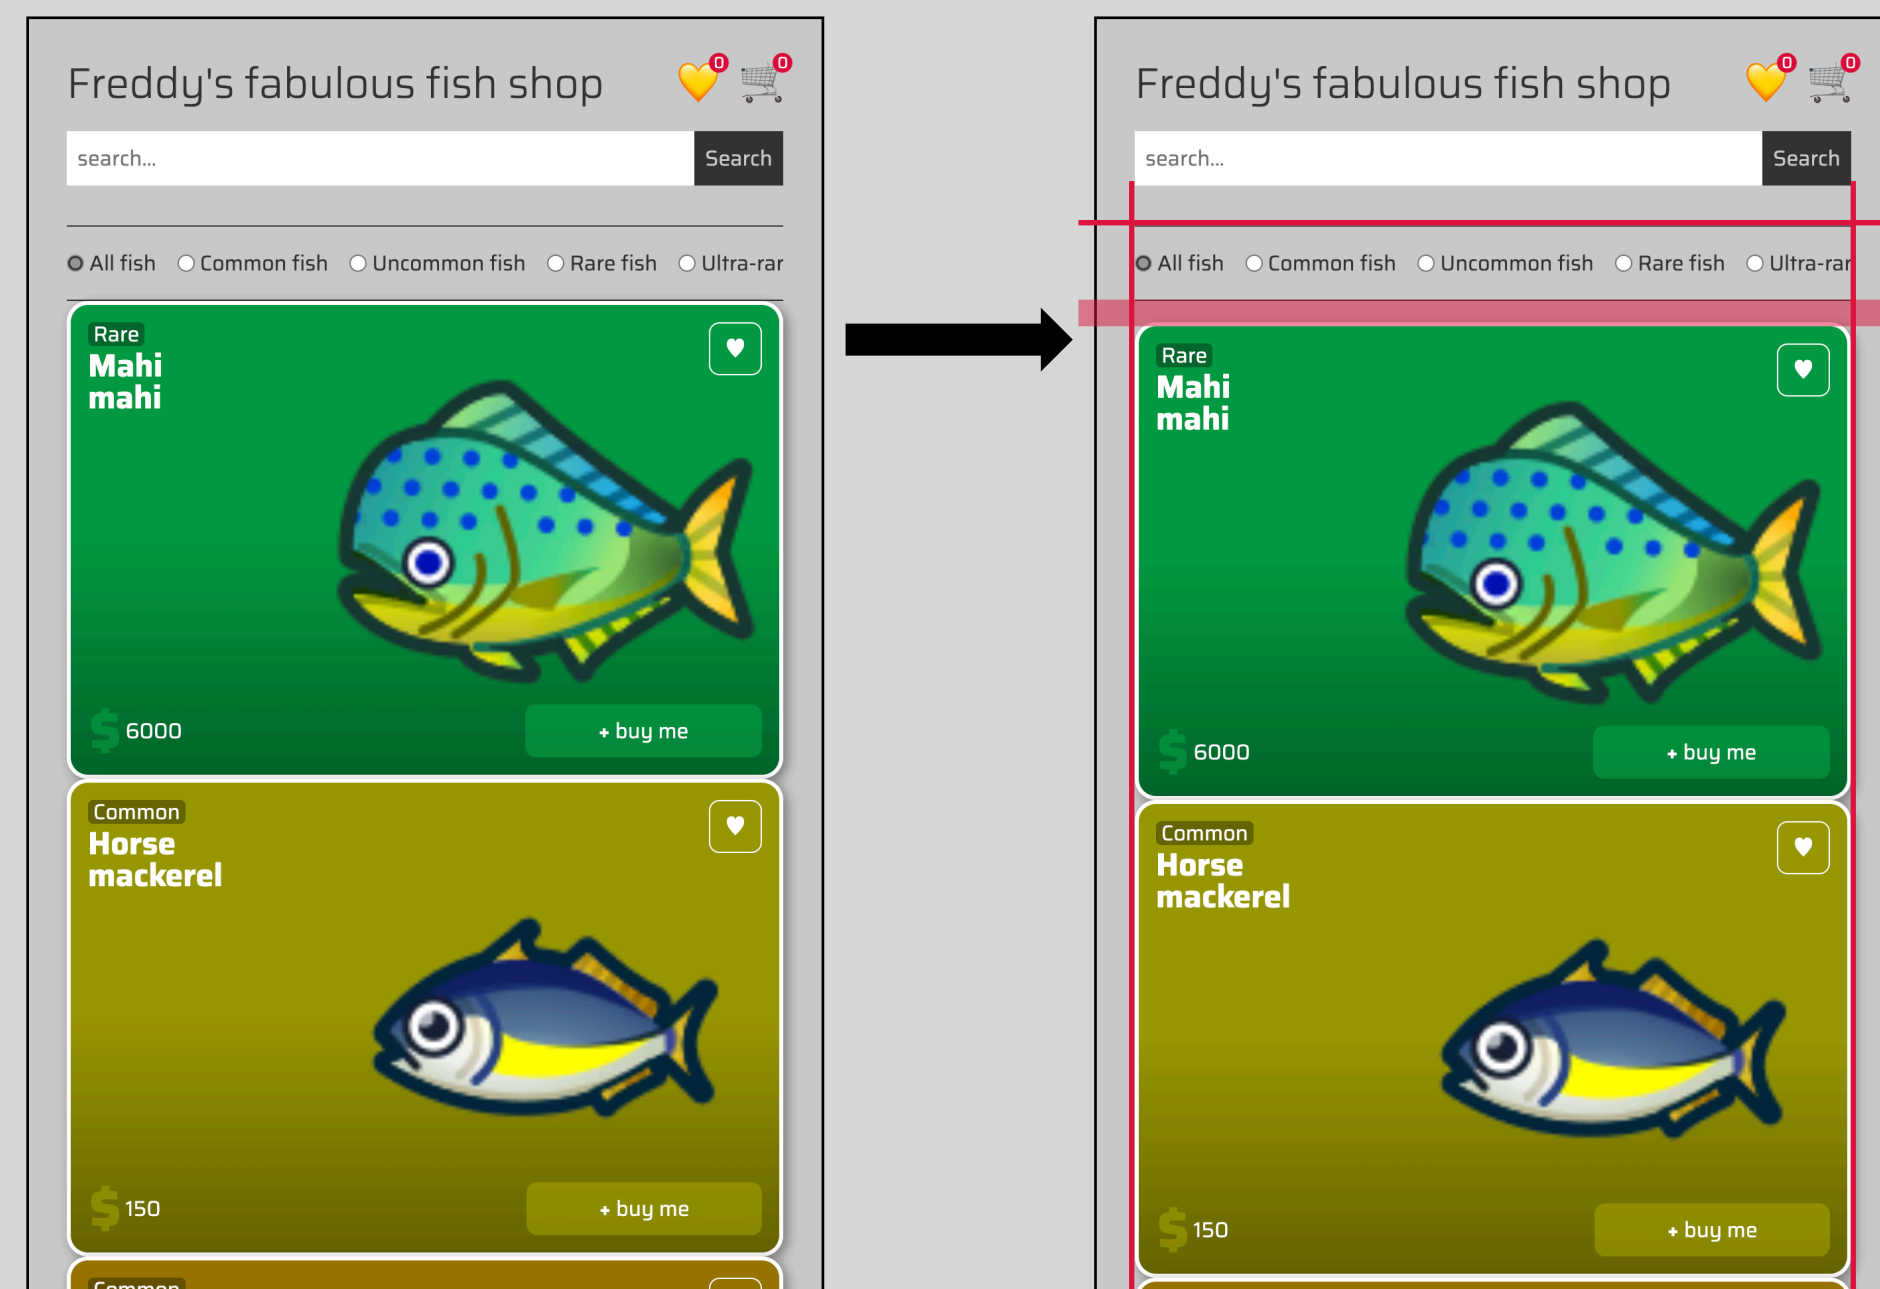 Freddy's fabulous fish shop 0 0
search... Search
All fish Common fish Uncommon fish Rare fish Ultra-rar
Rare
Mahi
mahi
$ 6000 + buy me
Common
Horse
mackerel
$ 150 + buy me
Common
Freddy's fabulous fish shop 0 0
search... Search
All fish Common fish Uncommon fish Rare fish Ultra-rar
Rare
Mahi
mahi
$ 6000 + buy me
Common
Horse
mackerel
$ 150 + buy me